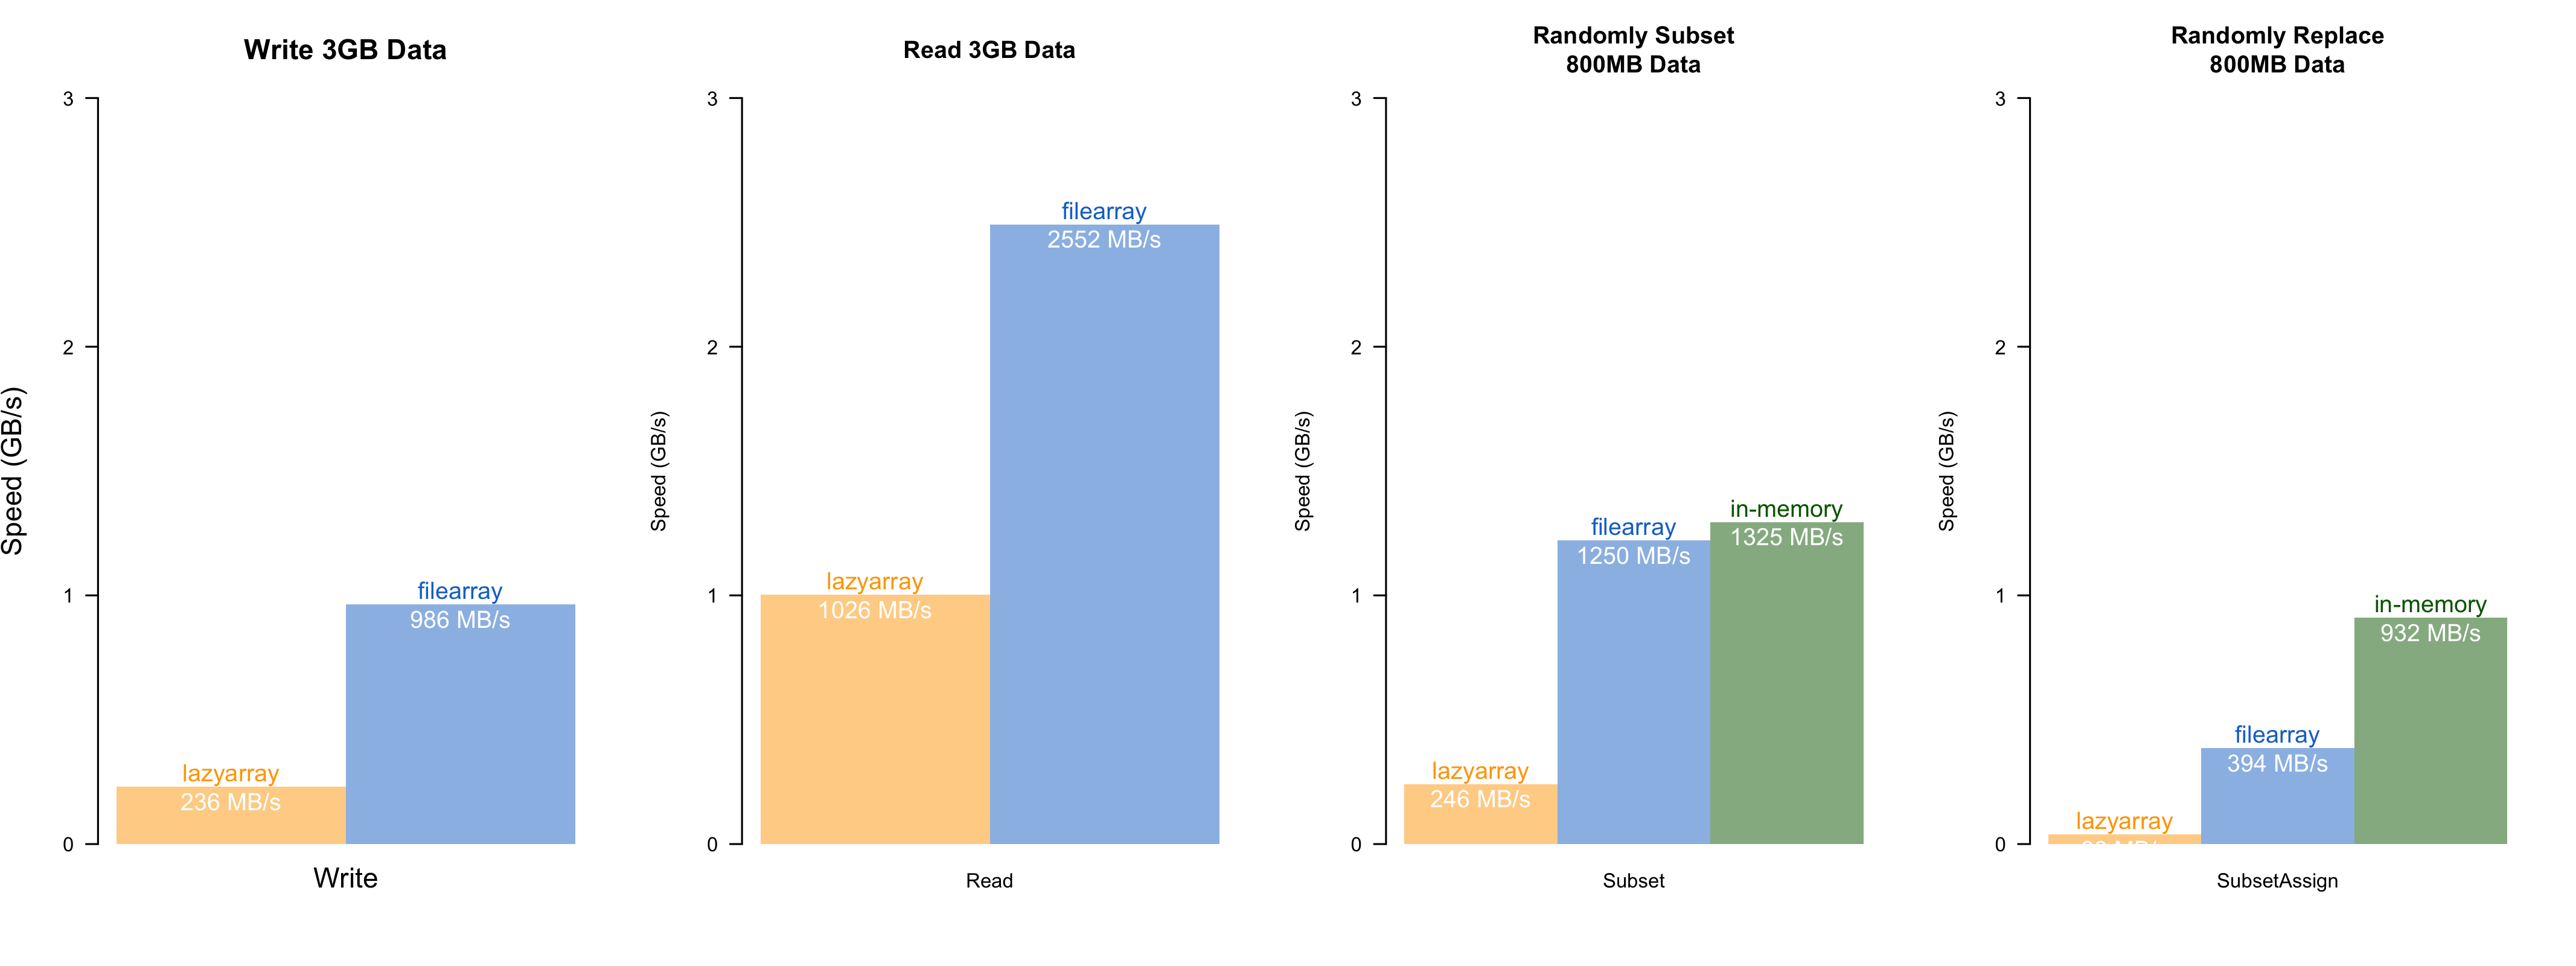 Write 3GB Data
Speed (GB/s)
3
2
1
0
lazyarray
236 MB/s
filearray
986 MB/s
Write
Read 3GB Data
Speed (GB/s)
3
2
1
0
lazyarray
1026 MB/s
filearray
2552 MB/s
Read
Randomly Subset
800MB Data
Speed (GB/s)
3
2
1
0
lazyarray
246 MB/s
filearray
1250 MB/s
in-memory
1325 MB/s
Subset
Randomly Replace
800MB Data
Speed (GB/s)
3
2
1
0
lazyarray
MB/s
filearray
394 MB/s
in-memory
932 MB/s
SubsetAssign